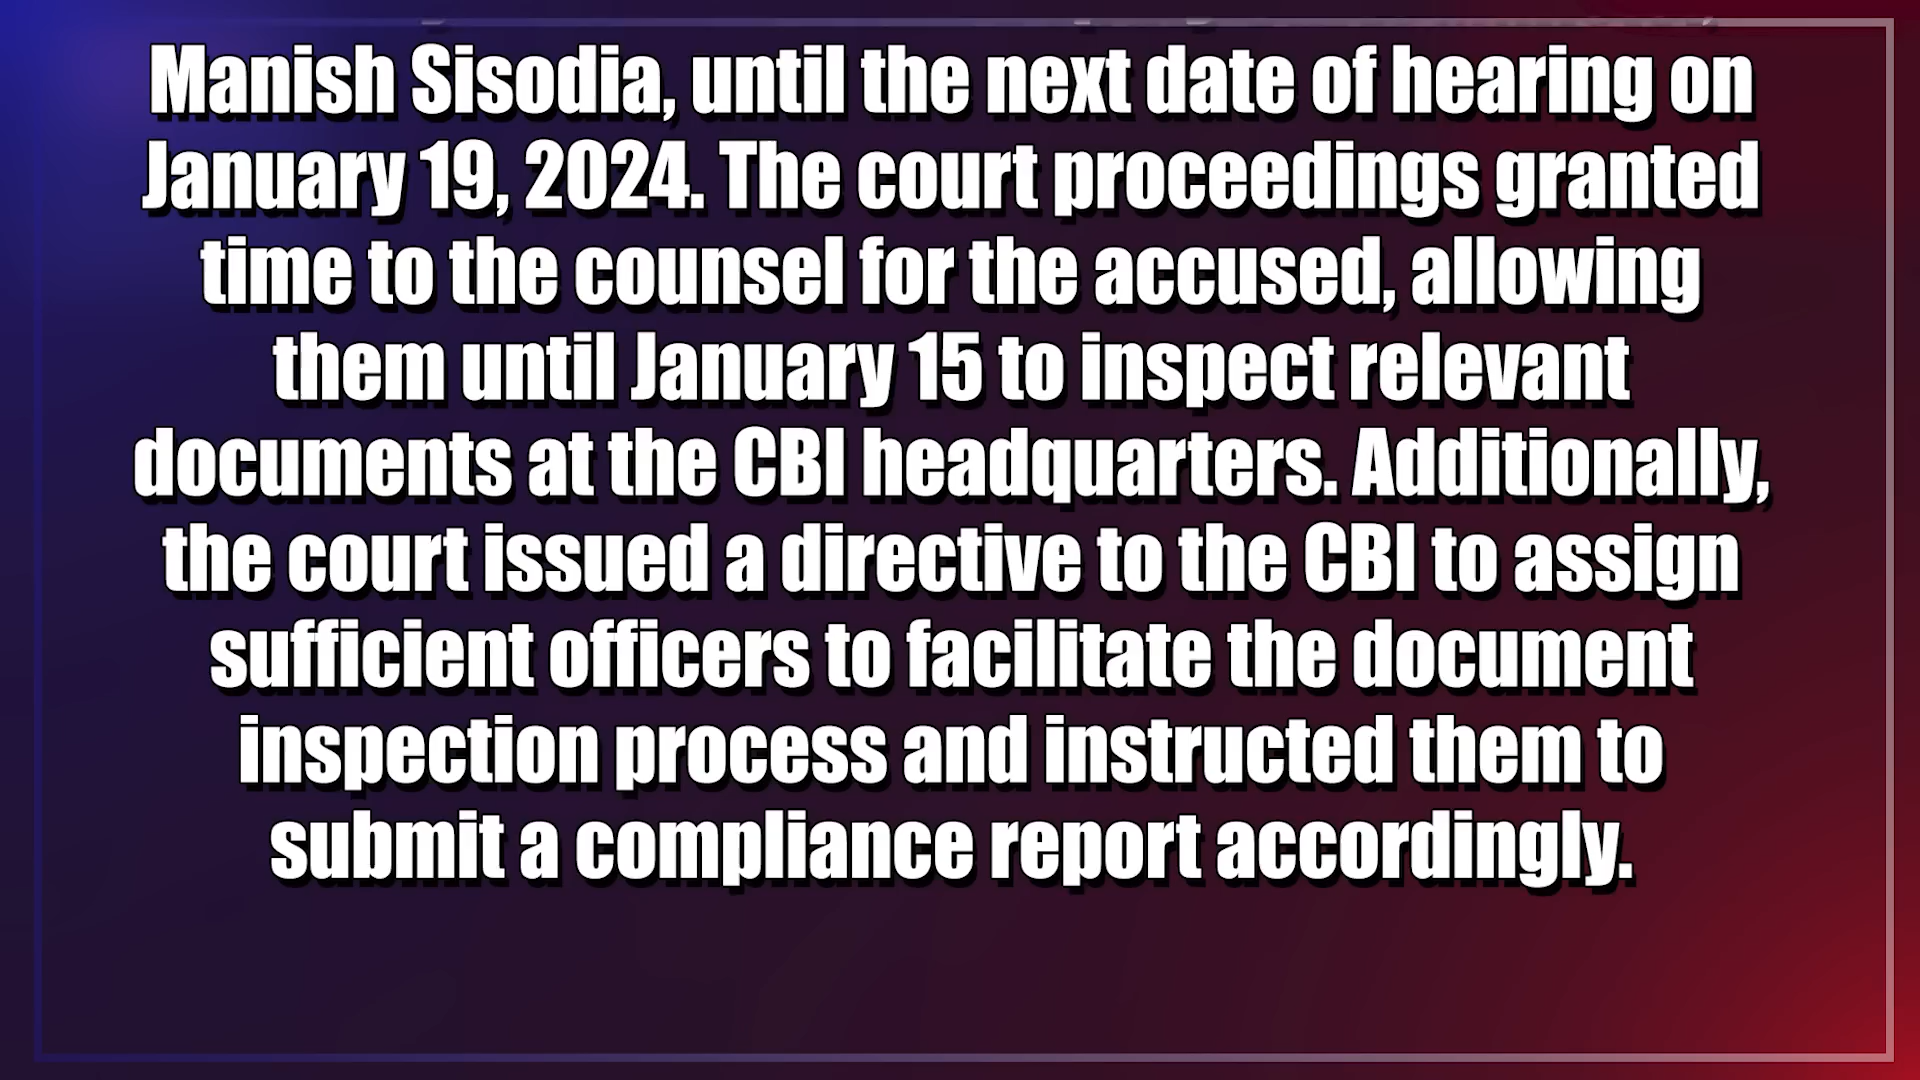 Manish Sisodia, until the next date of hearing on
January 19, 2024. The court proceedings granted
time to the counsel for the accused, allowing
them until January 15 to inspect relevant
documents at the CBI headquarters. Additionally,
the court issued a directive to the CBI to assign
sufficient officers to facilitate the document
inspection process and instructed them to
submit a compliance report accordingly.